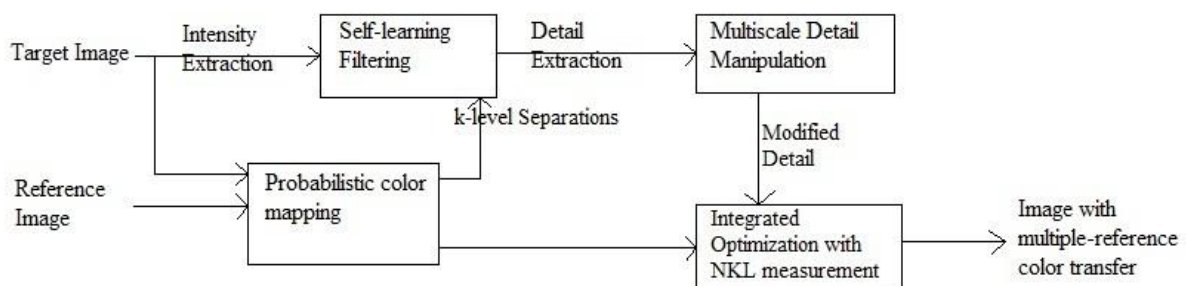 Target Image
Intensity
Extraction
Self-learning
Filtering
Detail
Extraction
Multiscale Detail
Manipulation
k-level Separations
Modified
Detail
Reference
Image
Probabilistic color
mapping
Integrated
Optimization with
NKL measurement
Image with
multiple-reference
color transfer